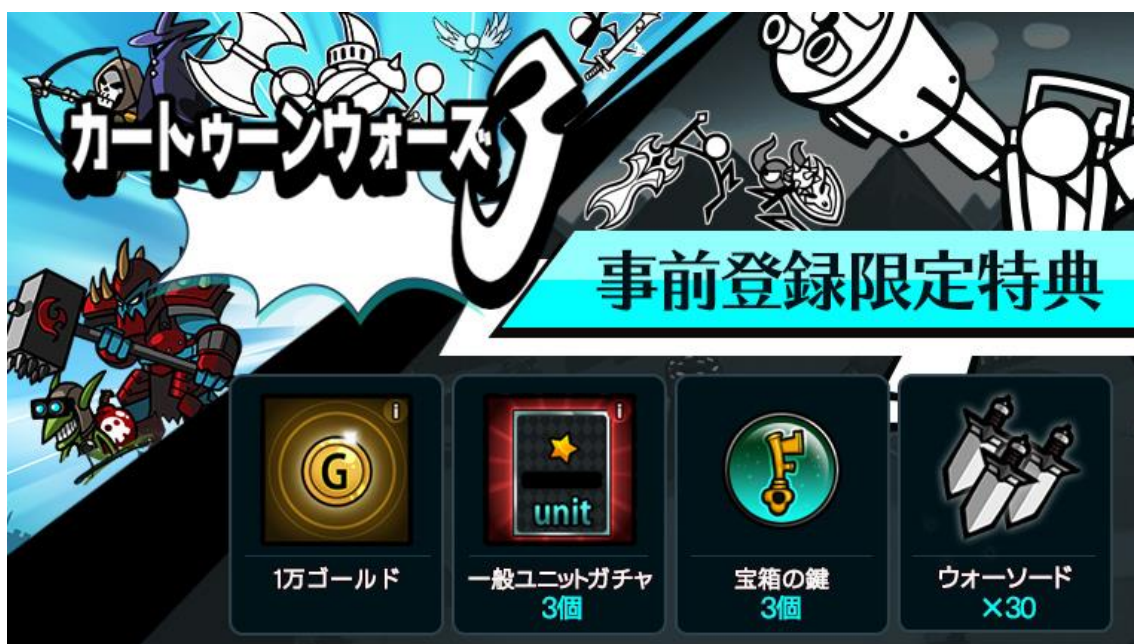 カートゥーンウォーズ3
事前登録限定特典
G
i
unit
i
1万ゴールド
一般ユニットガチャ
3個
宝箱の鍵
3個
ウォーソード
×30